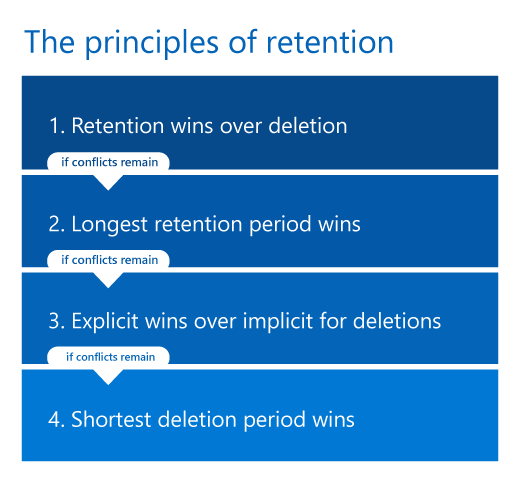 The principles of retention
1. Retention wins over deletion
if conflicts remain
2. Longest retention period wins
if conflicts remain
3. Explicit wins over implicit for deletions
if conflicts remain
4. Shortest deletion period wins